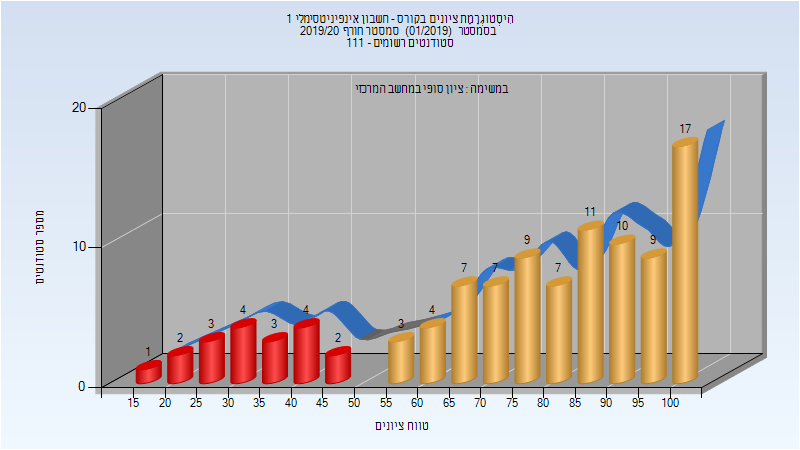 היסטוגרמת ציונים בקורס - חשבון אינפיניטסימלי 1
בסמסטר (01/2019) סמסטר חורף 2019/20
סטודנטים רשומים - 111
במשימה : ציון סופי במחשב המרכזי
מספר סטודנטים
20
10
0
1
2
3
4
3
4
2
3
4
7
7
9
7
11
10
9
17
15 20 25 30 35 40 45 50 55 60 65 70 75 80 85 90 95 100
טווח ציונים